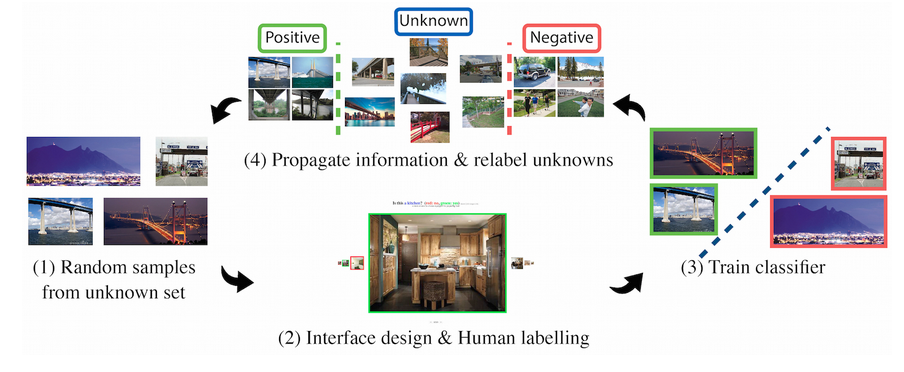 Positive
Unknown
Negative
(4) Propagate information & relabel unknowns
Is this a kitchen?
(1) Random samples
from unknown set
(3) Train classifier
(2) Interface design & Human labelling